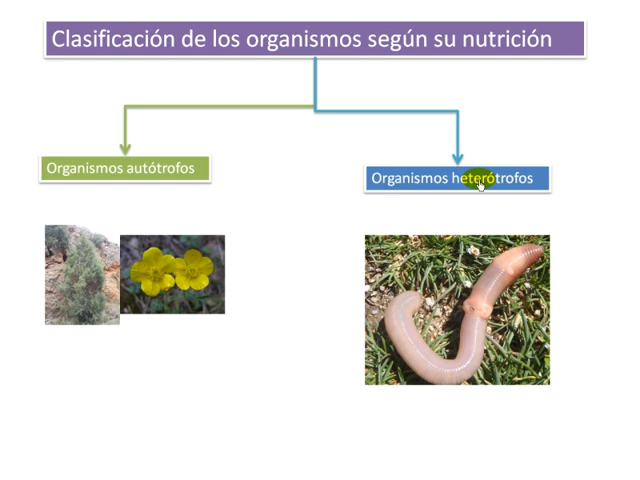 Clasificación de los organismos según su nutrición
Organismos autótrofos
Organismos heterótrofos